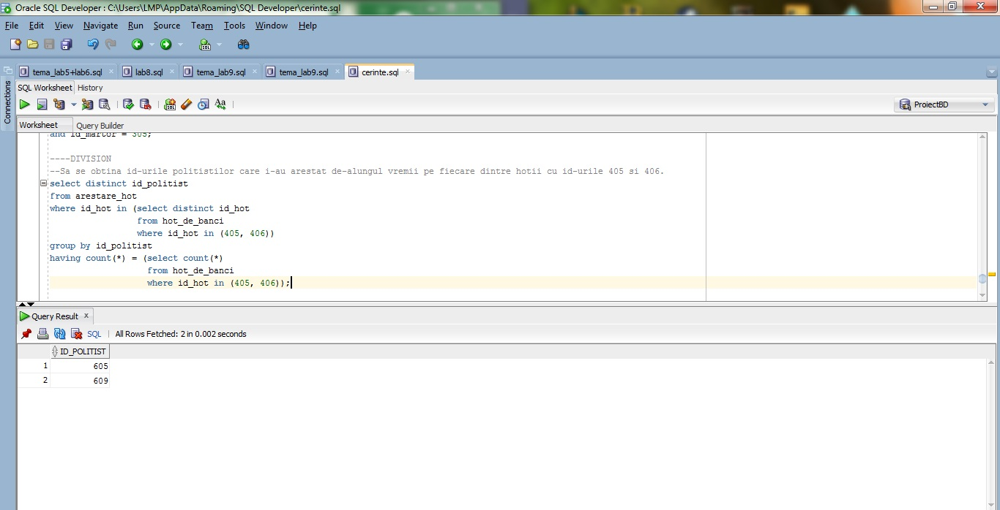 Oracle SQL Developer : C:\Users\LMP\AppData\Roaming\SQL Developer\cerinte.sql
File Edit View Navigate Run Source Team Tools Window Help
tema_lab5+lab6.sql × lab8.sql × tema_lab9.sql × tema_lab9.sql × cerinte.sql ×
Connections
SQL Worksheet History
ProiectBD
Worksheet Query Builder
and id_martor = 305;
----DIVISION
--Sa se obtina id-urile politistilor care i-au arestat de-alungul vremii pe fiecare dintre hotii cu id-urile 405 si 406.
select distinct id_politist
from arestare_hot
where id_hot in (select distinct id_hot
from hot_de_banci
where id_hot in (405, 406))
group by id_politist
having count(*) = (select count(*)
from hot_de_banci
where id_hot in (405, 406));
Query Result x
SQL | All Rows Fetched: 2 in 0.002 seconds
ID_POLITIST
1 605
2 609